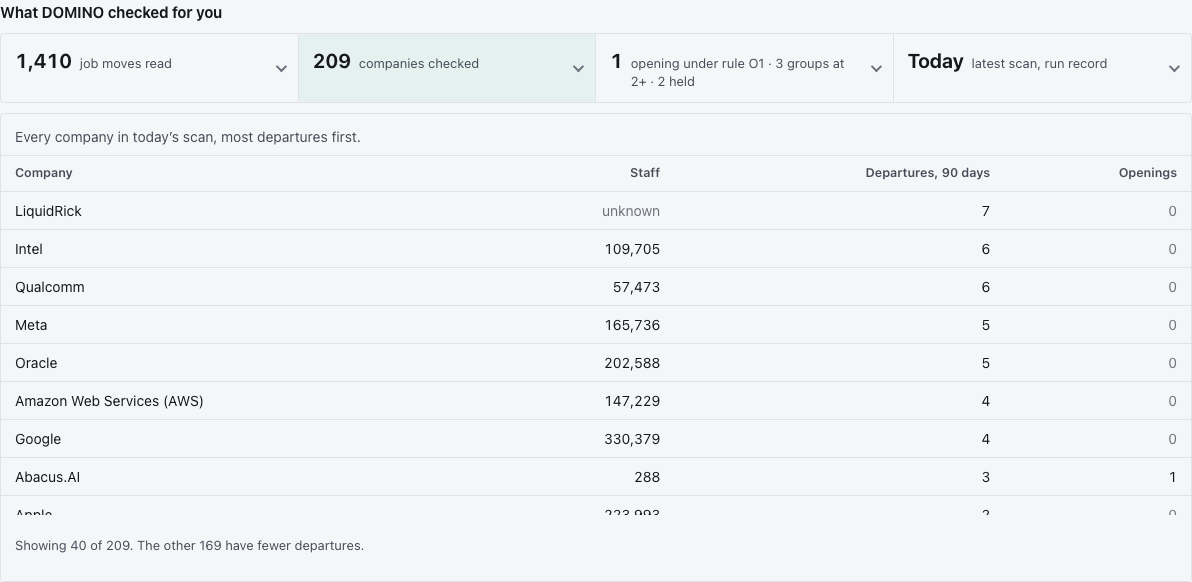 What DOMINO checked for you
1,410 job moves read
209 companies checked
1 opening under rule O1 · 3 groups at
2+ · 2 held
Today latest scan, run record
Every company in today’s scan, most departures first.
Company Staff Departures, 90 days Openings
LiquidRick unknown 7 0
Intel 109,705 6 0
Qualcomm 57,473 6 0
Meta 165,736 5 0
Oracle 202,588 5 0
Amazon Web Services (AWS) 147,229 4 0
Google 330,379 4 0
Abacus.AI 288 3 1
Apple 223,993 2 0
Showing 40 of 209. The other 169 have fewer departures.